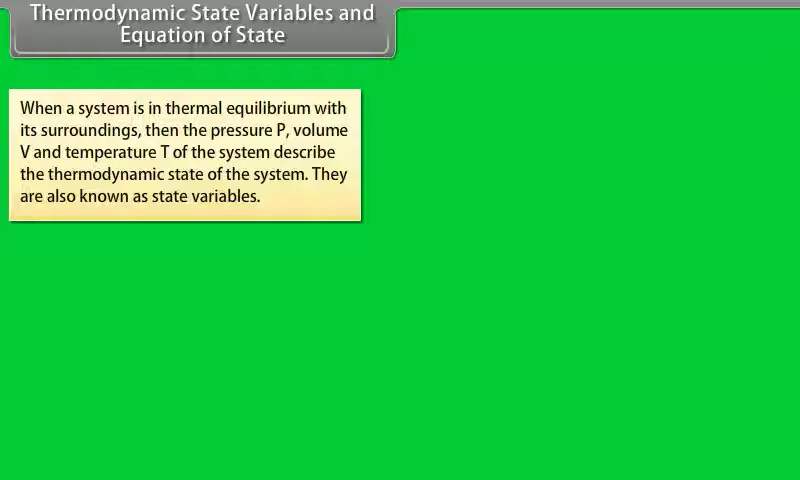 Thermodynamic State Variables and
Equation of State
When a system is in thermal equilibrium with
its surroundings, then the pressure P, volume
V and temperature T of the system describe
the thermodynamic state of the system. They
are also known as state variables.